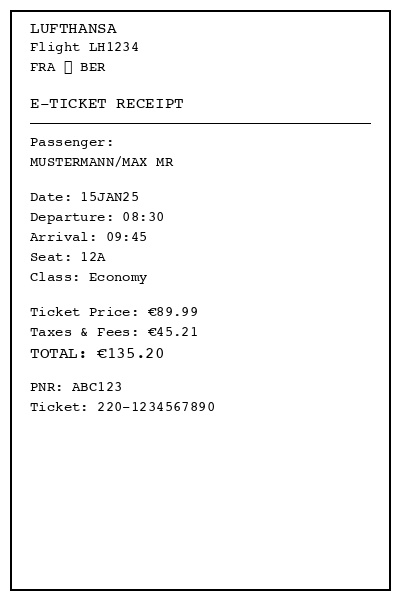 LUFTHANSA
Flight LH1234
FRA ▯ BER
E-TICKET RECEIPT
Passenger:
MUSTERMANN/MAX MR
Date: 15JAN25
Departure: 08:30
Arrival: 09:45
Seat: 12A
Class: Economy
Ticket Price: €89.99
Taxes & Fees: €45.21
TOTAL: €135.20
PNR: ABC123
Ticket: 220-1234567890